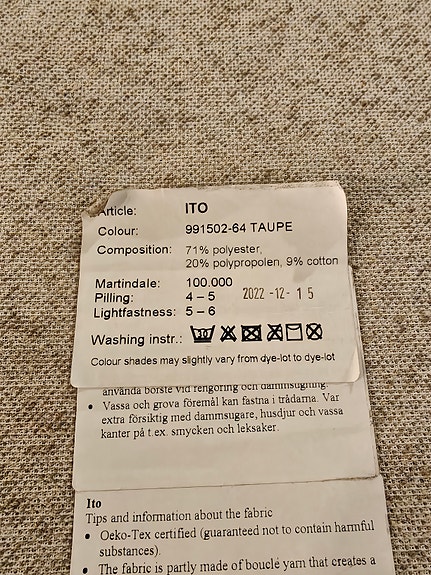 Article: ITO
Colour: 991502-64 TAUPE
Composition: 71% polyester,
20% polypropolen, 9% cotton
Martindale: 100.000
Pilling: 4 – 5 2022 -12- 15
Lightfastness: 5 – 6
Washing instr.: 30
Colour shades may slightly vary from dye-lot to dye-lot
använda borste vid rengöring och dammsugning.
• Vassa och grova föremål kan fastna i trådarna. Var
extra försiktig med dammsugare, husdjur och vassa
kanter på t.ex. smycken och leksaker.
Ito
Tips and information about the fabric
• Oeko-Tex certified (guaranteed not to contain harmful
substances).
• The fabric is partly made of bouclé yarn that creates a